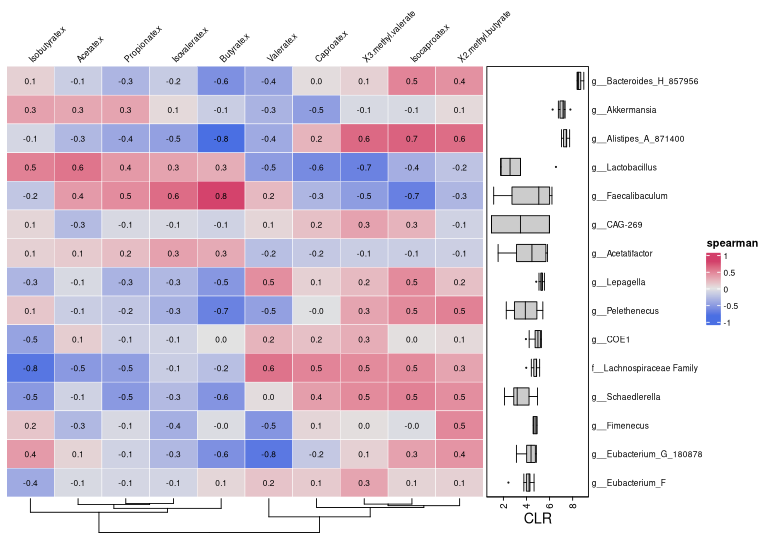 Isobutyrate.x Acetate.x Propionate.x Isovalerate.x Butyrate.x Valerate.x Caproate.x X3.methyl.valerate Isocaproate.x X2.methyl.butyrate
0.1 -0.1 -0.3 -0.2 -0.6 -0.4 0.0 0.1 0.5 0.4 g__Bacteroides_H_857956
0.3 0.3 0.3 0.1 -0.1 -0.3 -0.5 -0.1 -0.1 0.1 g__Akkermansia
-0.1 -0.3 -0.4 -0.5 -0.8 -0.4 0.2 0.6 0.7 0.6 g__Alistipes_A_871400
0.5 0.6 0.4 0.3 0.3 -0.5 -0.6 -0.7 -0.4 -0.2 g__Lactobacillus
-0.2 0.4 0.5 0.6 0.8 0.2 -0.3 -0.5 -0.7 -0.3 g__Faecalibaculum
0.1 -0.3 -0.1 -0.1 -0.1 0.1 0.2 0.3 0.3 -0.1 g__CAG-269
0.1 0.1 0.2 0.3 0.3 -0.2 -0.2 -0.1 -0.1 -0.1 g__Acetatifactor
-0.3 -0.1 -0.3 -0.3 -0.5 0.5 0.1 0.2 0.5 0.2 g__Lepagella
0.1 -0.1 -0.2 -0.3 -0.7 -0.5 -0.0 0.3 0.5 0.5 g__Pelethenecus
-0.5 0.1 -0.1 -0.1 0.0 0.2 0.2 0.3 0.0 0.1 g__COE1
-0.8 -0.5 -0.5 -0.1 -0.2 0.6 0.5 0.5 0.5 0.3 f__Lachnospiraceae Family
-0.5 -0.1 -0.5 -0.3 -0.6 0.0 0.4 0.5 0.5 0.5 g__Schaedlerella
0.2 -0.3 -0.1 -0.4 -0.0 -0.5 0.1 0.0 -0.0 0.5 g__Fimenecus
0.4 0.1 -0.1 -0.3 -0.6 -0.8 -0.2 0.1 0.3 0.4 g__Eubacterium_G_180878
-0.4 -0.1 -0.1 -0.1 0.1 0.2 0.1 0.3 0.1 0.1 g__Eubacterium_F
2 4 6 8
CLR
spearman
1
0.5
0
-0.5
-1